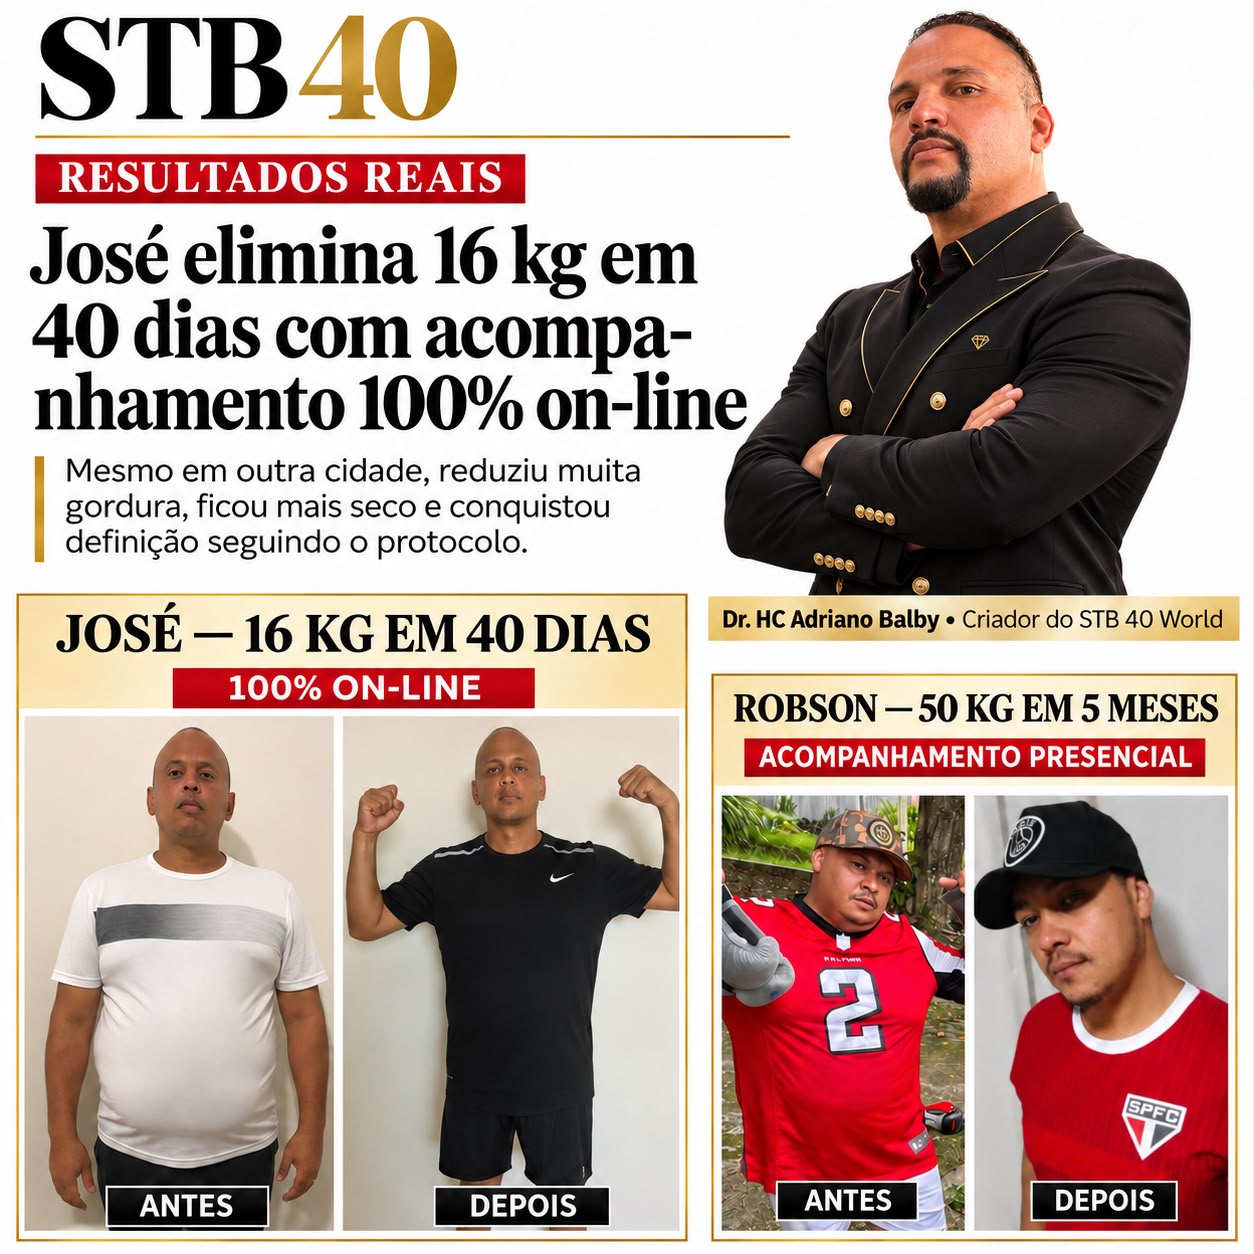 STB 40
RESULTADOS REAIS
José elimina 16 kg em
40 dias com acompa-
nhamento 100% on-line
Mesmo em outra cidade, reduziu muita
gordura, ficou mais seco e conquistou
definição seguindo o protocolo.
Dr. HC Adriano Balby • Criador do STB 40 World
JOSÉ — 16 KG EM 40 DIAS
100% ON-LINE
ANTES
DEPOIS
ROBSON — 50 KG EM 5 MESES
ACOMPANHAMENTO PRESENCIAL
2
SPFC
ANTES
DEPOIS